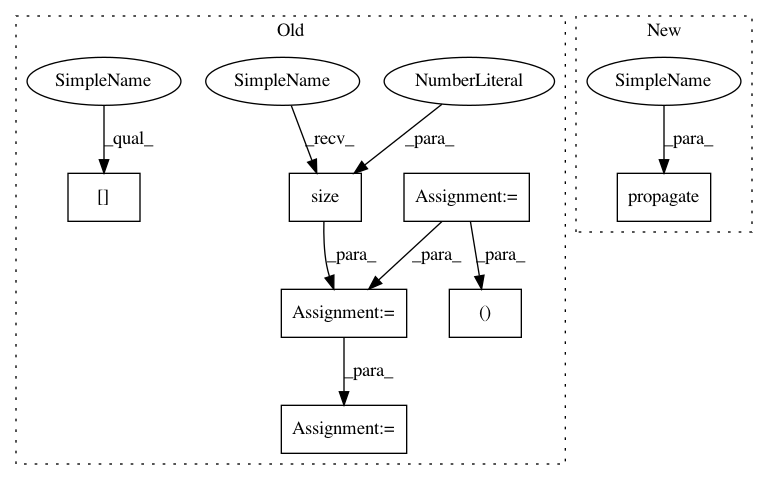 Old
New
SimpleName
SimpleName
NumberLiteral
SimpleName
_qual_
_recv_
_para_
_para_
[]
size
Assignment:=
propagate
_para_
_para_
_para_
Assignment:=
()
_para_
Assignment:=